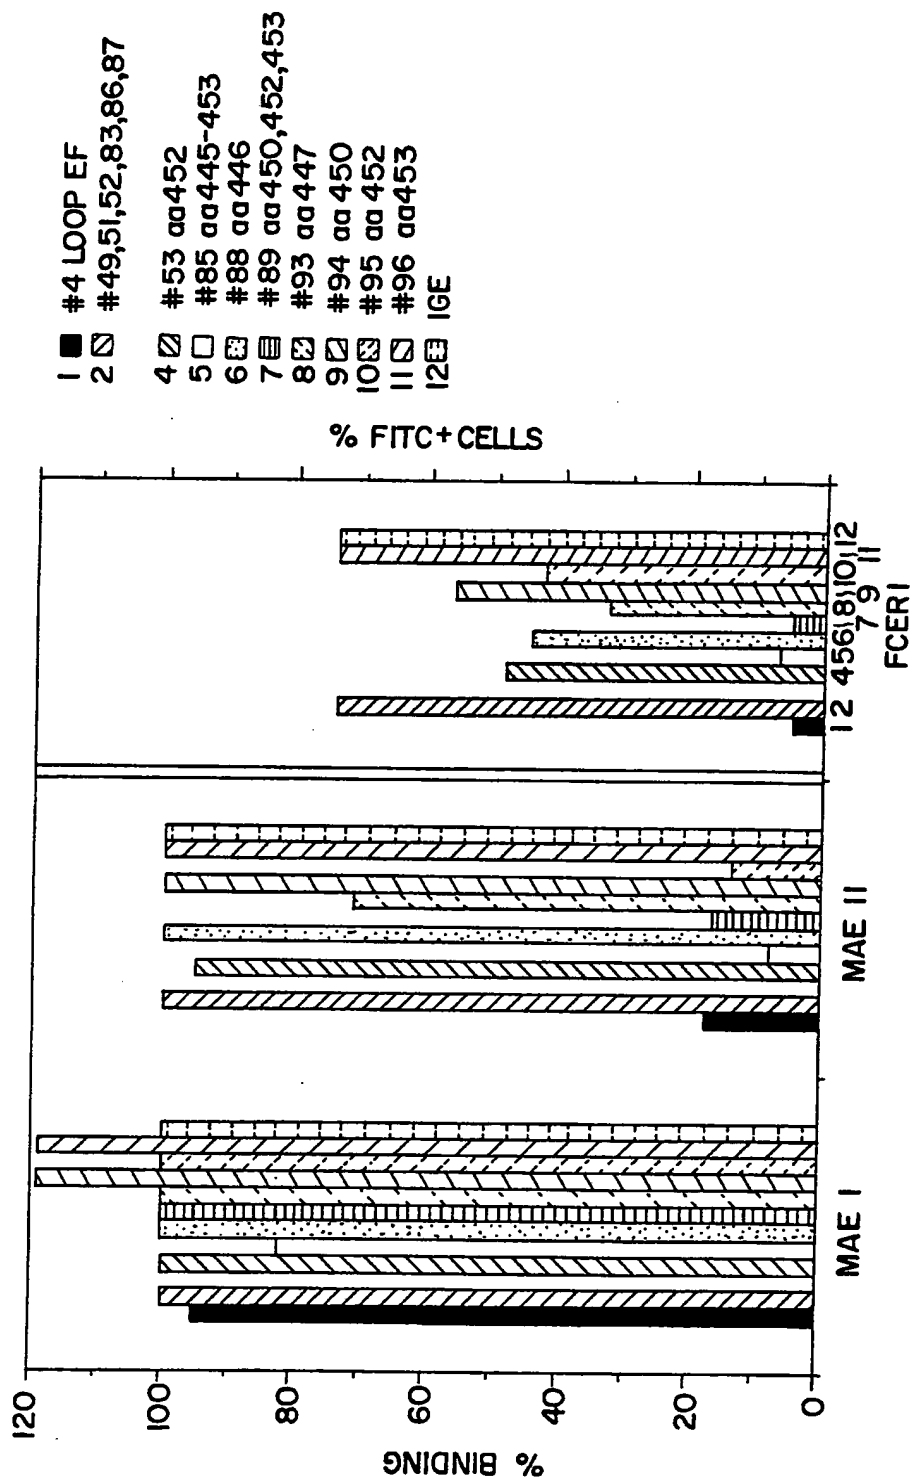 1 #4 LOOP EF
2 #49,51,52,83,86,87
4 #53 aa452
5 #85 aa445-453
6 #88 aa446
7 #89 aa450,452,453
8 #93 aa447
9 #94 aa450
10 #95 aa452
11 #96 aa453
12 IGE
% BINDING
120
100
80
60
40
20
0
% FITC+CELLS
1 2 4 5 6 8 10 12
7 9 11
MAE I
MAE II
FCERI